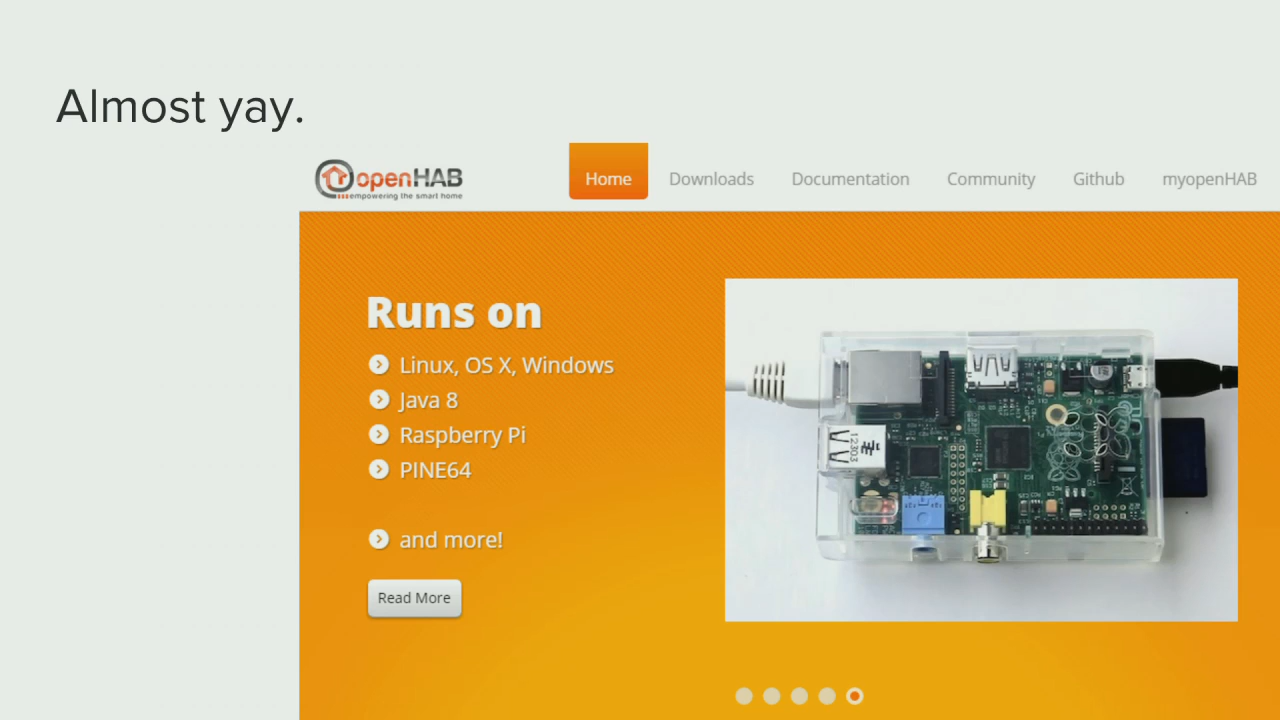 Almost yay.
openHAB
empowering the smart home
Home
Downloads
Documentation
Community
Github
myopenHAB
Runs on
Linux, OS X, Windows
Java 8
Raspberry Pi
PINE64
and more!
Read More
12303